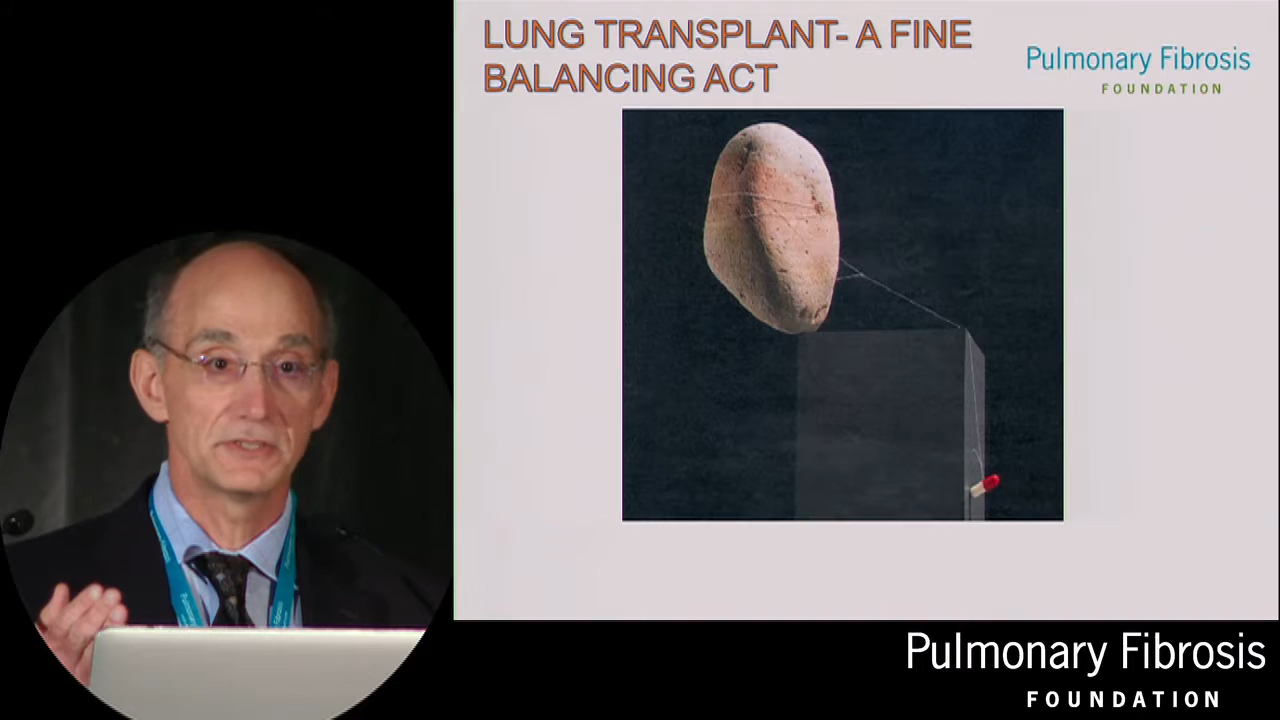 LUNG TRANSPLANT- A FINE
BALANCING ACT
Pulmonary Fibrosis
FOUNDATION
Pulmonary Fibrosis
FOUNDATION